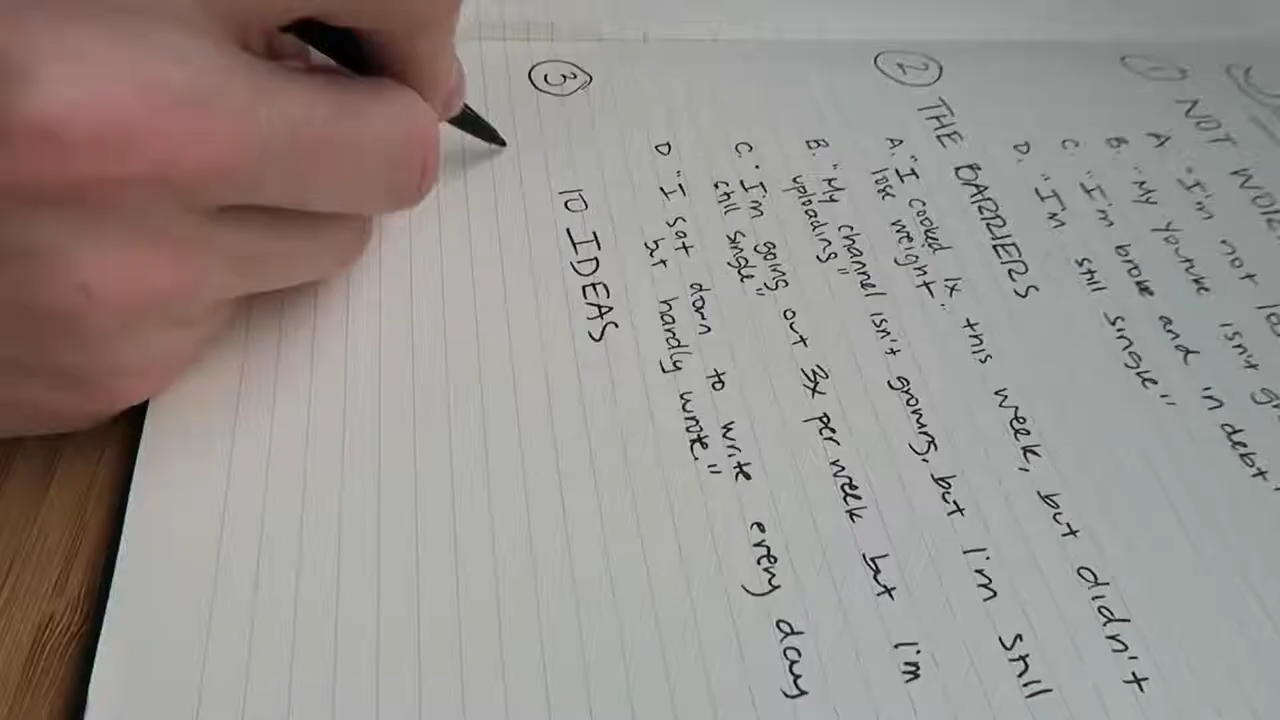 ① NOT
A "I'm not
B. "My Youtube isn't
C. "I'm broke and in debt"
D. "I'm still single"
② THE BARRIERS
A. "I cooked 1x this week, but didn't
lose weight"
B. "My channel isn't growing, but I'm still
uploading"
C. "I'm going out 3x per week but I'm
still single"
D "I sat down to write every day
but hardly wrote."
③ 10 IDEAS